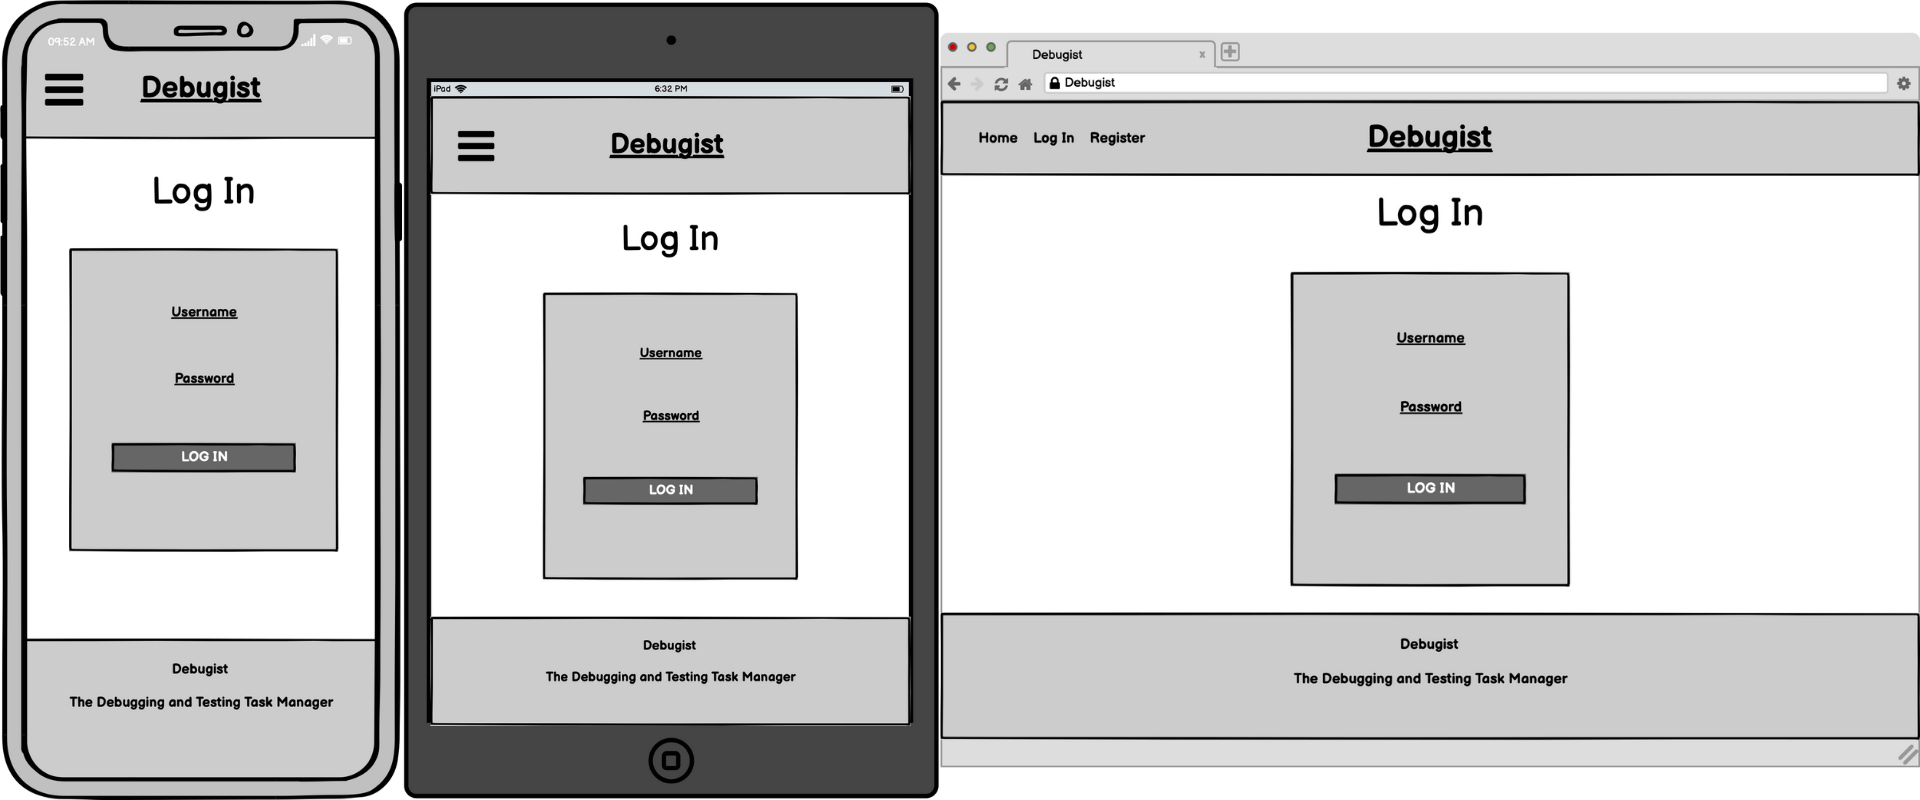 09:52 AM
Debugist
Log In
Username
Password
LOG IN
Debugist
The Debugging and Testing Task Manager
iPad
6:32 PM
Debugist
Log In
Username
Password
LOG IN
Debugist
The Debugging and Testing Task Manager
Debugist x
Debugist
Home Log In Register
Debugist
Log In
Username
Password
LOG IN
Debugist
The Debugging and Testing Task Manager